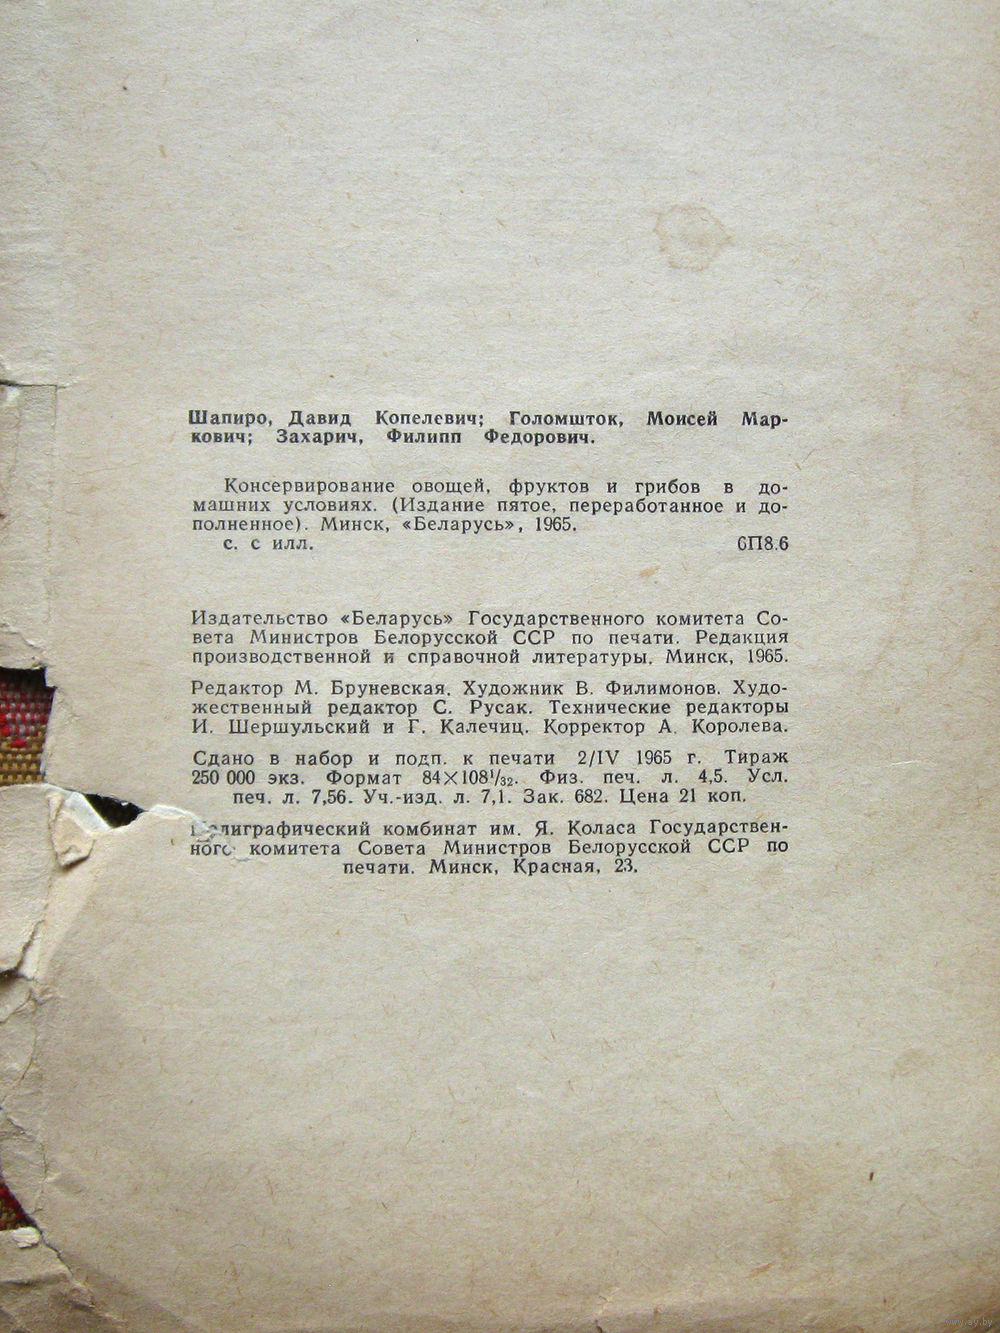 Шапиро, Давид Копелевич; Голомшток, Моисей Мар-
кович; Захарич, Филипп Федорович.
Консервирование овощей, фруктов и грибов в до-
машних условиях. (Издание пятое, переработанное и до-
полненное). Минск, «Беларусь», 1965.
с. с илл. 6П8.6
Издательство «Беларусь» Государственного комитета Со-
вета Министров Белорусской ССР по печати. Редакция
производственной и справочной литературы. Минск, 1965.
Редактор М. Бруневская. Художник В. Филимонов. Худо-
жественный редактор С. Русак. Технические редакторы
И. Шершульский и Г. Калечиц. Корректор А. Королева.
Сдано в набор и подп. к печати 2/IV 1965 г. Тираж
250 000 экз. Формат 84×108¹/₃₂. Физ. печ. л. 4,5. Усл.
печ. л. 7,56. Уч.-изд. л. 7,1. Зак. 682. Цена 21 коп.
комбинат им. Я. Коласа Государствен-
ного комитета Совета Министров Белорусской ССР по
печати. Минск, Красная, 23.
www.ay.by